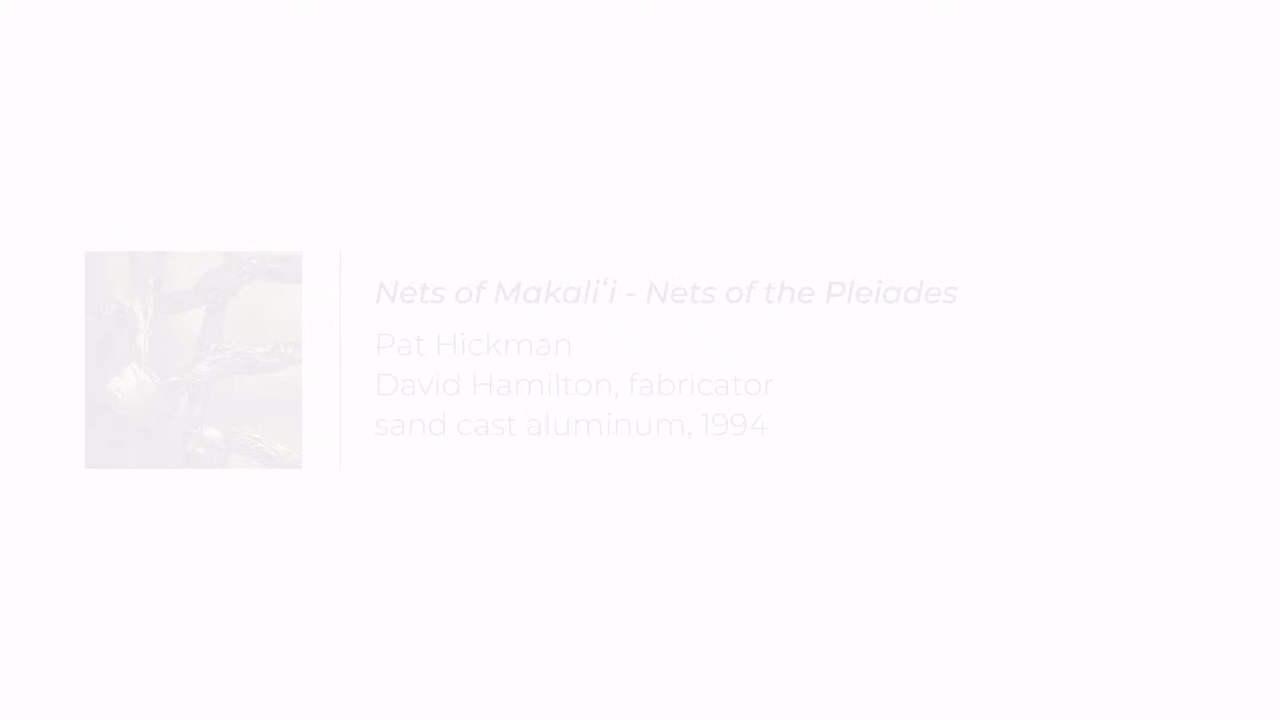 Nets of Makaliʻi - Nets of the Pleiades
Pat Hickman
David Hamilton, fabricator
sand cast aluminum, 1994